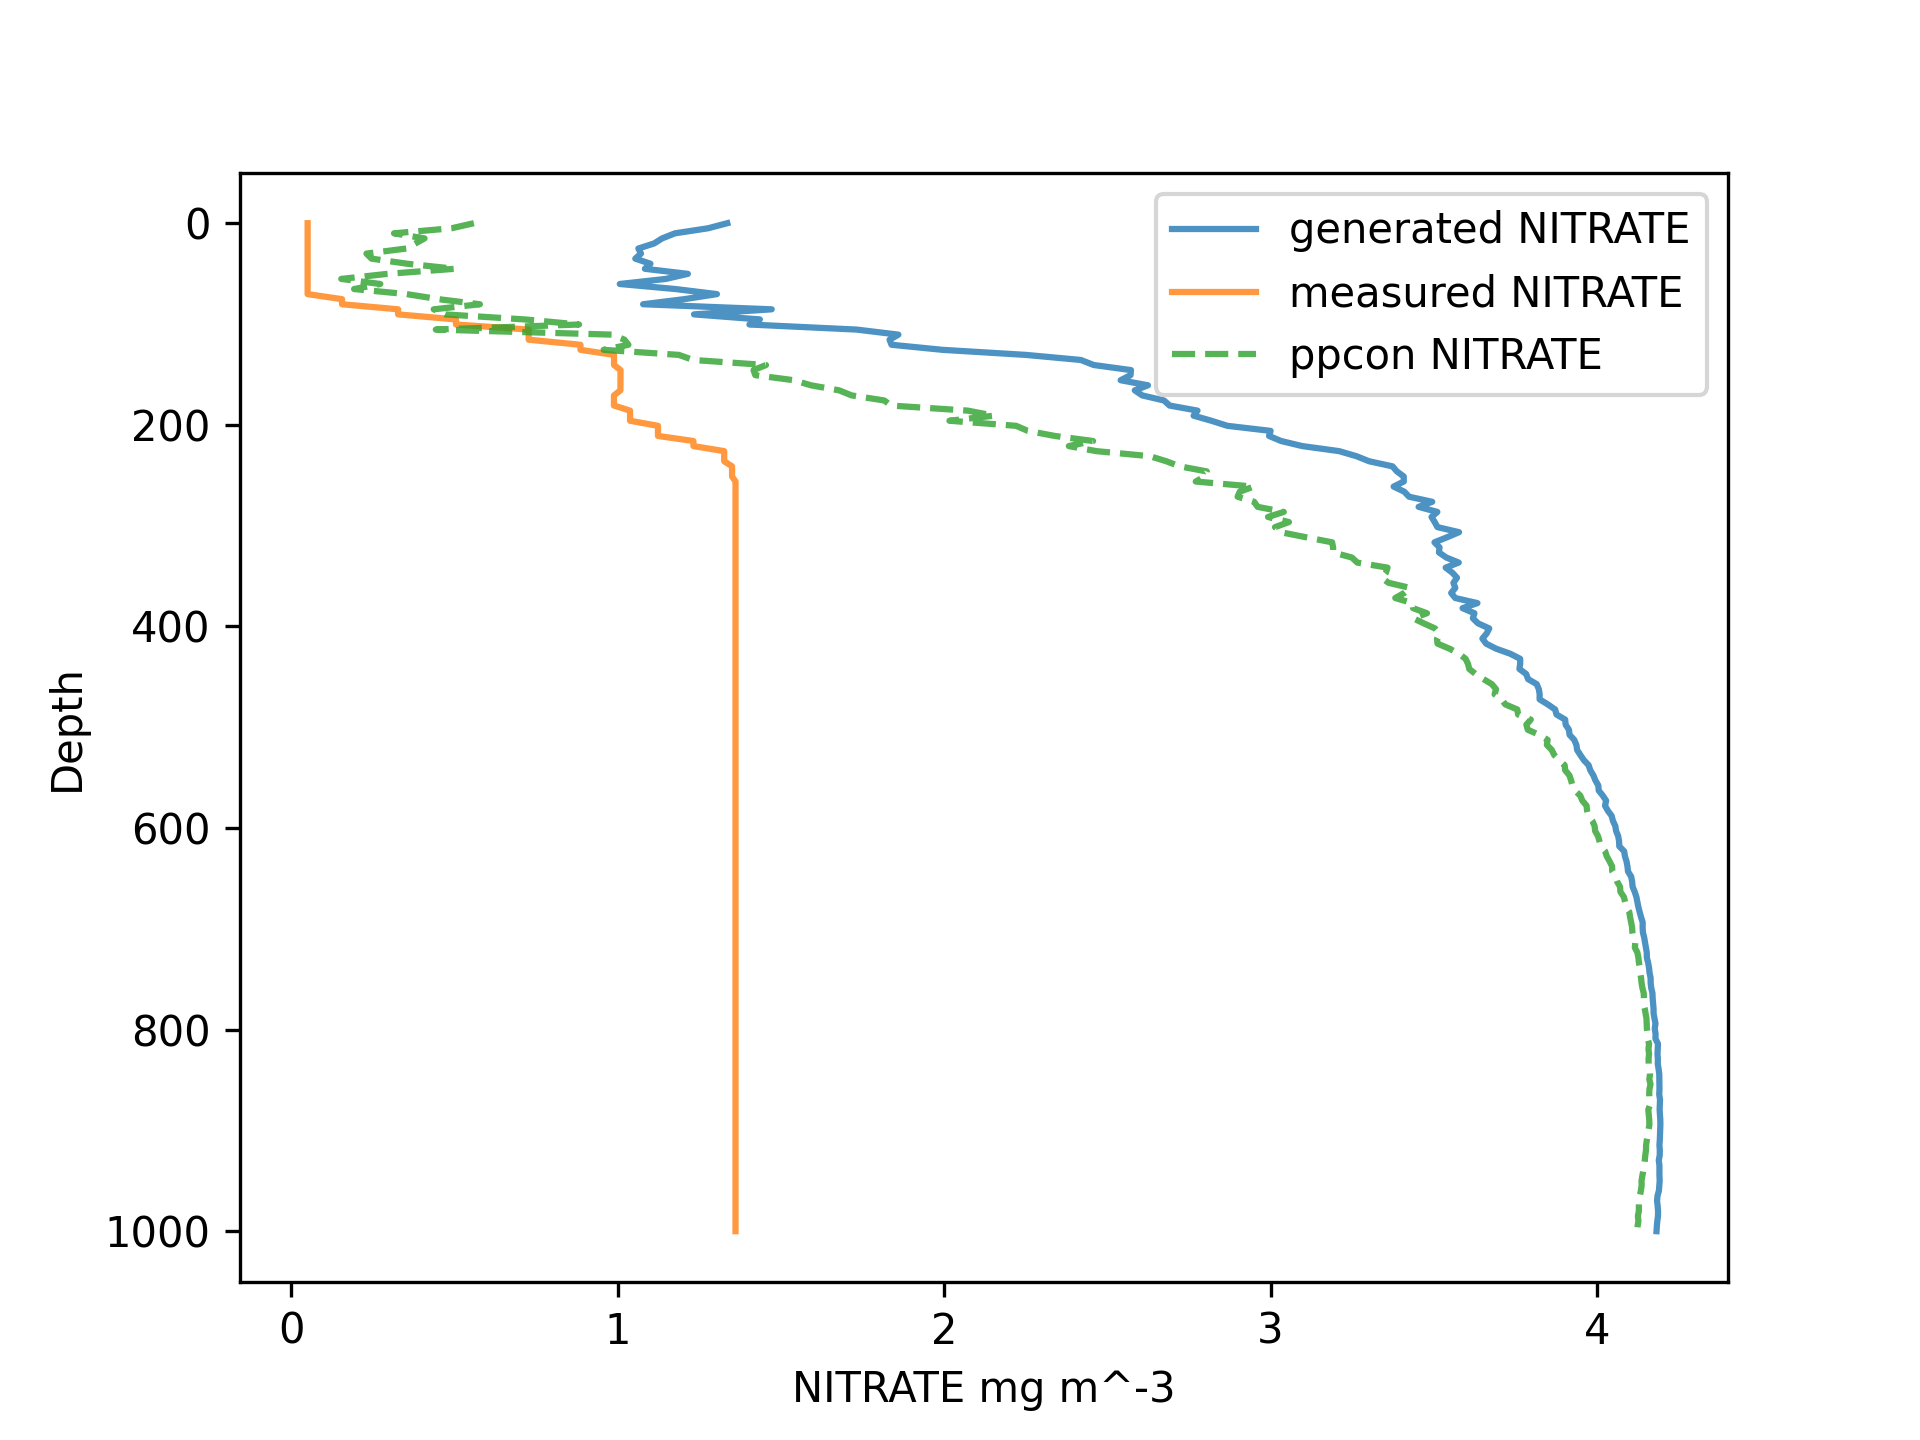 generated NITRATE
measured NITRATE
ppcon NITRATE
0
200
400
600
800
1000
Depth
0 1 2 3 4
NITRATE mg m^-3